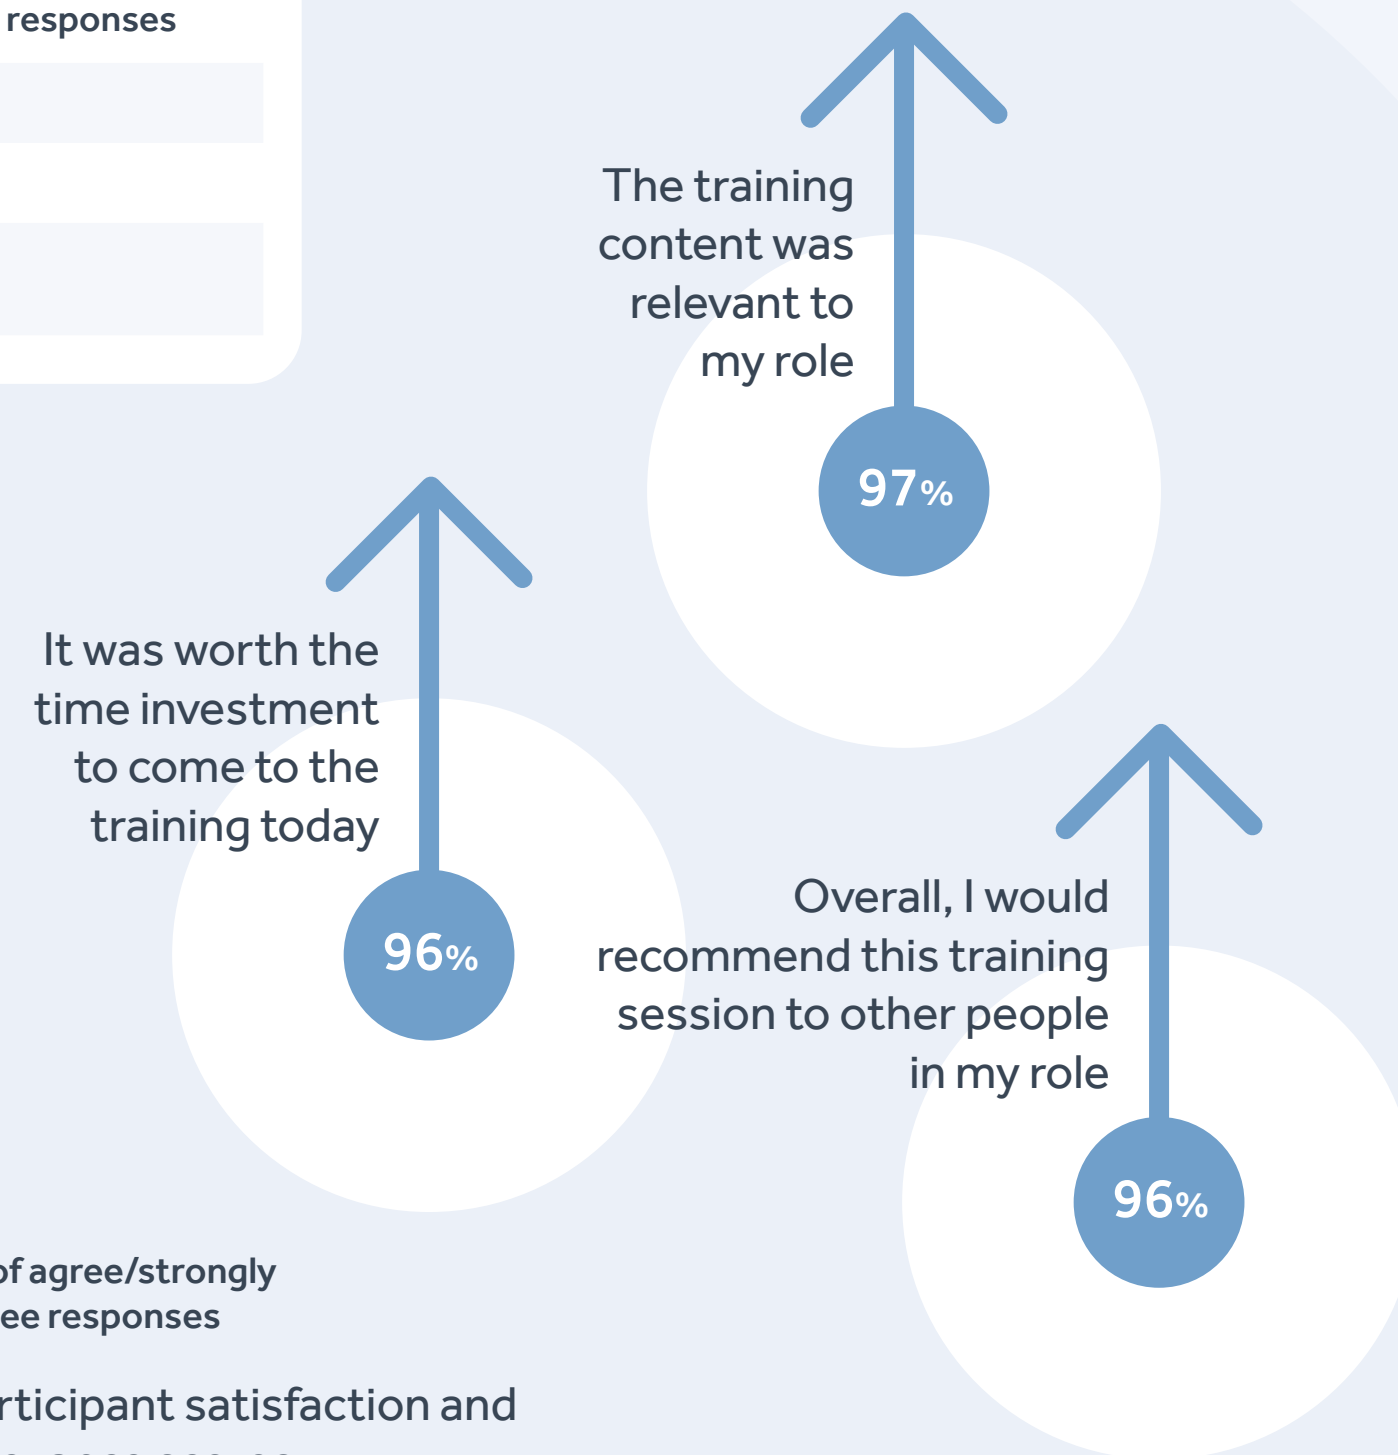 responses
The training
content was
relevant to
my role
97%
It was worth the
time investment
to come to the
training today
96%
Overall, I would
recommend this training
session to other people
in my role
96%
of agree/strongly
ee responses
rticipant satisfaction and